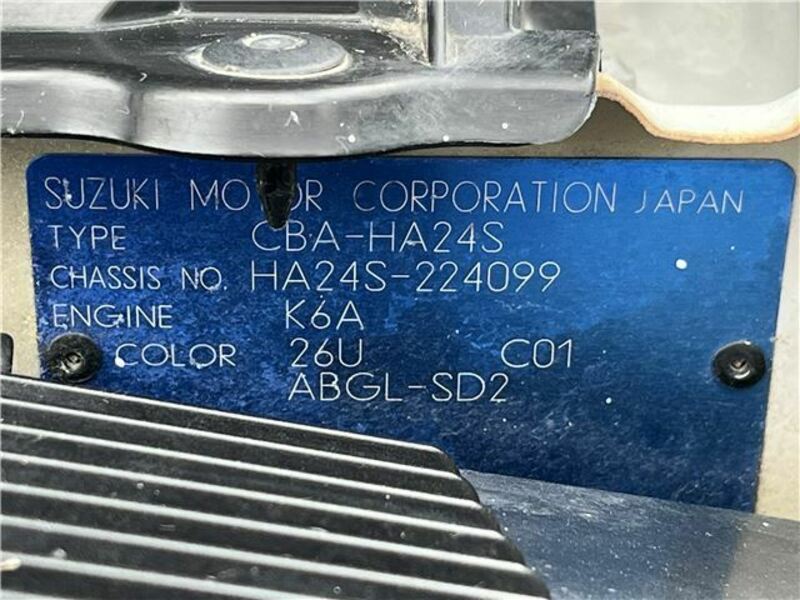 SUZUKI MOTOR CORPORATION JAPAN
TYPE CBA-HA24S
CHASSIS NO. HA24S-224099
ENGINE K6A
COLOR 26U C01
ABGL-SD2